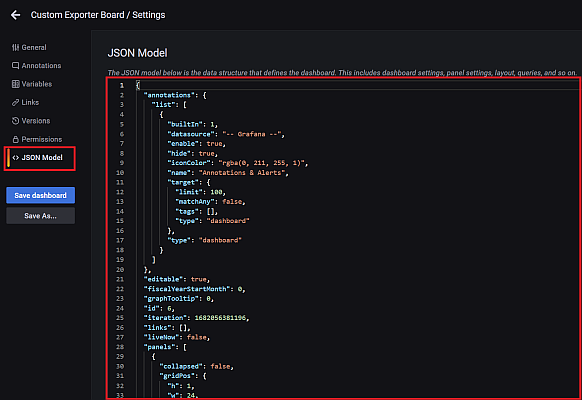 Custom Exporter Board / Settings
General
Annotations
Variables
Links
Versions
Permissions
<> JSON Model
Save dashboard
Save As...
JSON Model
The JSON model below is the data structure that defines the dashboard. This includes dashboard settings, panel settings, layout, queries, and so on.
1 {
2 "annotations": {
3 "list": [
4 {
5 "builtIn": 1,
6 "datasource": "-- Grafana --",
7 "enable": true,
8 "hide": true,
9 "iconColor": "rgba(0, 211, 255, 1)",
10 "name": "Annotations & Alerts",
11 "target": {
12 "limit": 100,
13 "matchAny": false,
14 "tags": [],
15 "type": "dashboard"
16 },
17 "type": "dashboard"
18 }
19 ]
20 },
21 "editable": true,
22 "fiscalYearStartMonth": 0,
23 "graphTooltip": 0,
24 "id": 6,
25 "iteration": 1682056381196,
26 "links": [],
27 "liveNow": false,
28 "panels": [
29 {
30 "collapsed": false,
31 "gridPos": {
32 "h": 1,
33 "w": 24,